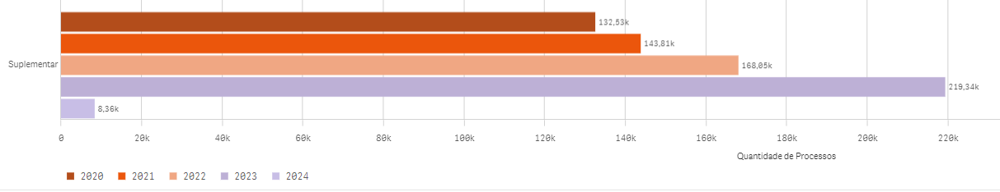 132,53k
143,81k
Suplementar
168,05k
219,34k
8,36k
0 20k 40k 60k 80k 100k 120k 140k 160k 180k 200k 220k
Quantidade de Processos
2020 2021 2022 2023 2024